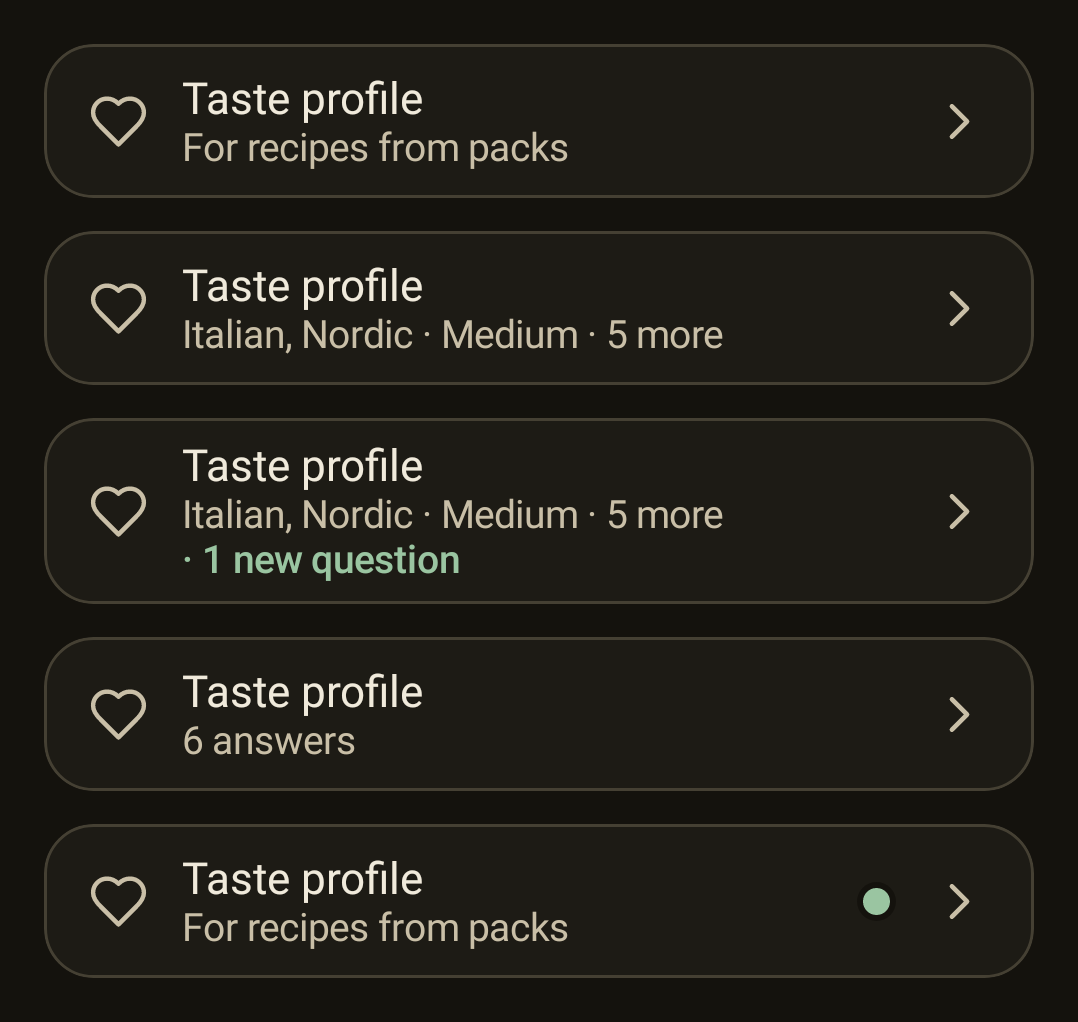 Taste profile
For recipes from packs
Taste profile
Italian, Nordic · Medium · 5 more
Taste profile
Italian, Nordic · Medium · 5 more
· 1 new question
Taste profile
6 answers
Taste profile
For recipes from packs